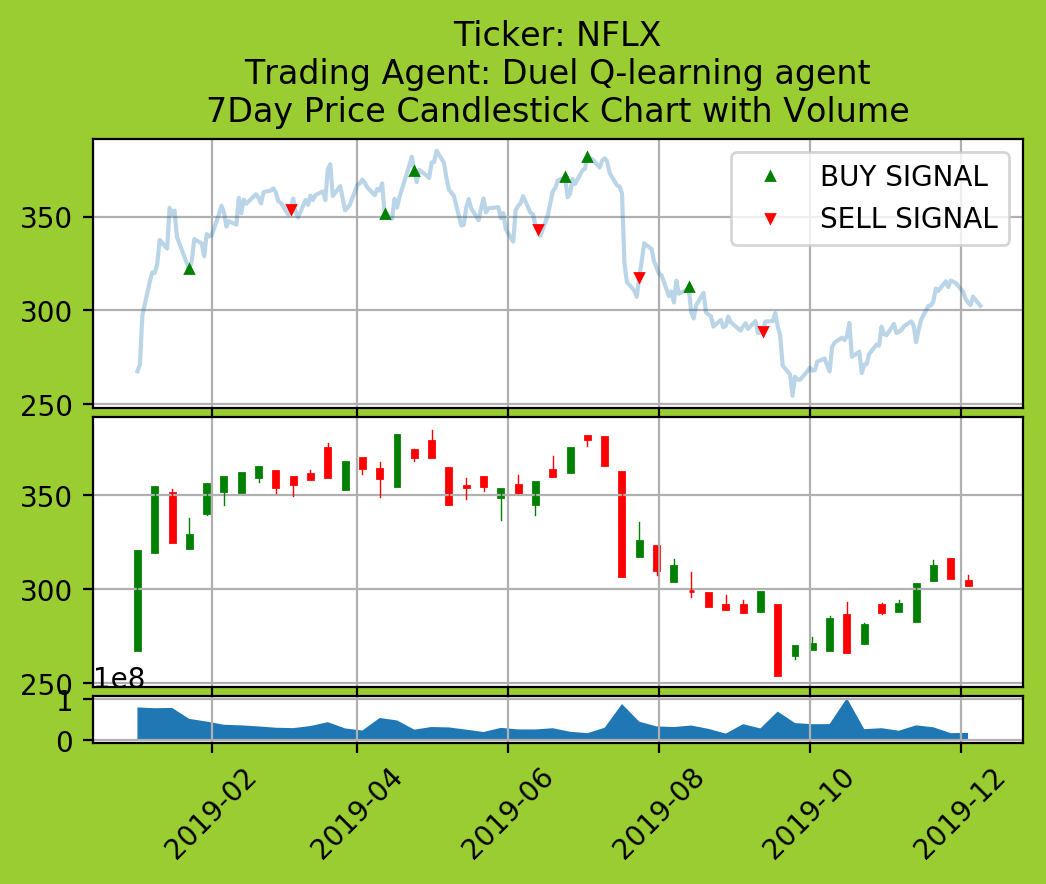 Ticker: NFLX
Trading Agent: Duel Q-learning agent
7Day Price Candlestick Chart with Volume
BUY SIGNAL
SELL SIGNAL
350
300
250
350
300
250
1e8
1
0
2019-02
2019-04
2019-06
2019-08
2019-10
2019-12